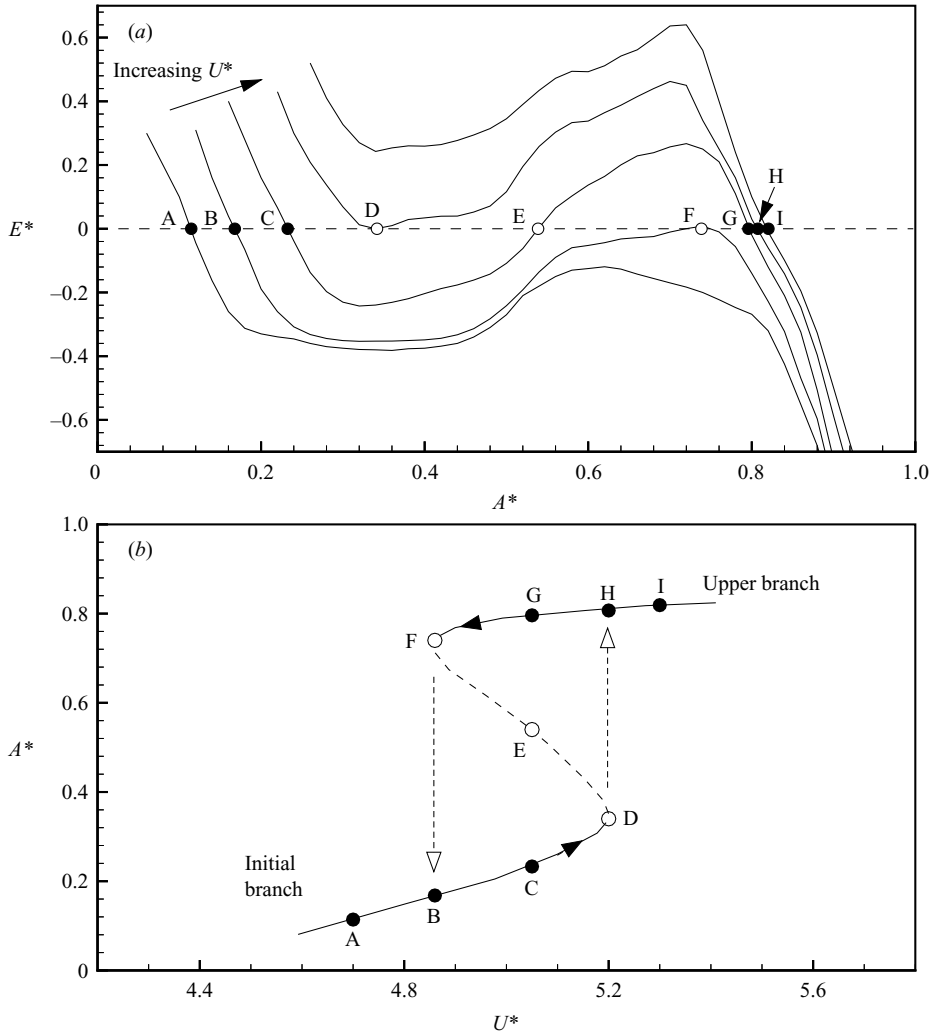 (a)
Increasing U*
0.6
0.4
0.2
0
–0.2
–0.4
–0.6
E*
A
B
C
D
E
F
G
H
I
0
0.2
0.4
0.6
0.8
1.0
A*
(b)
1.0
0.8
0.6
0.4
0.2
0
A*
Upper branch
G
H
I
F
E
D
Initial
branch
A
B
C
4.4
4.8
5.2
5.6
U*